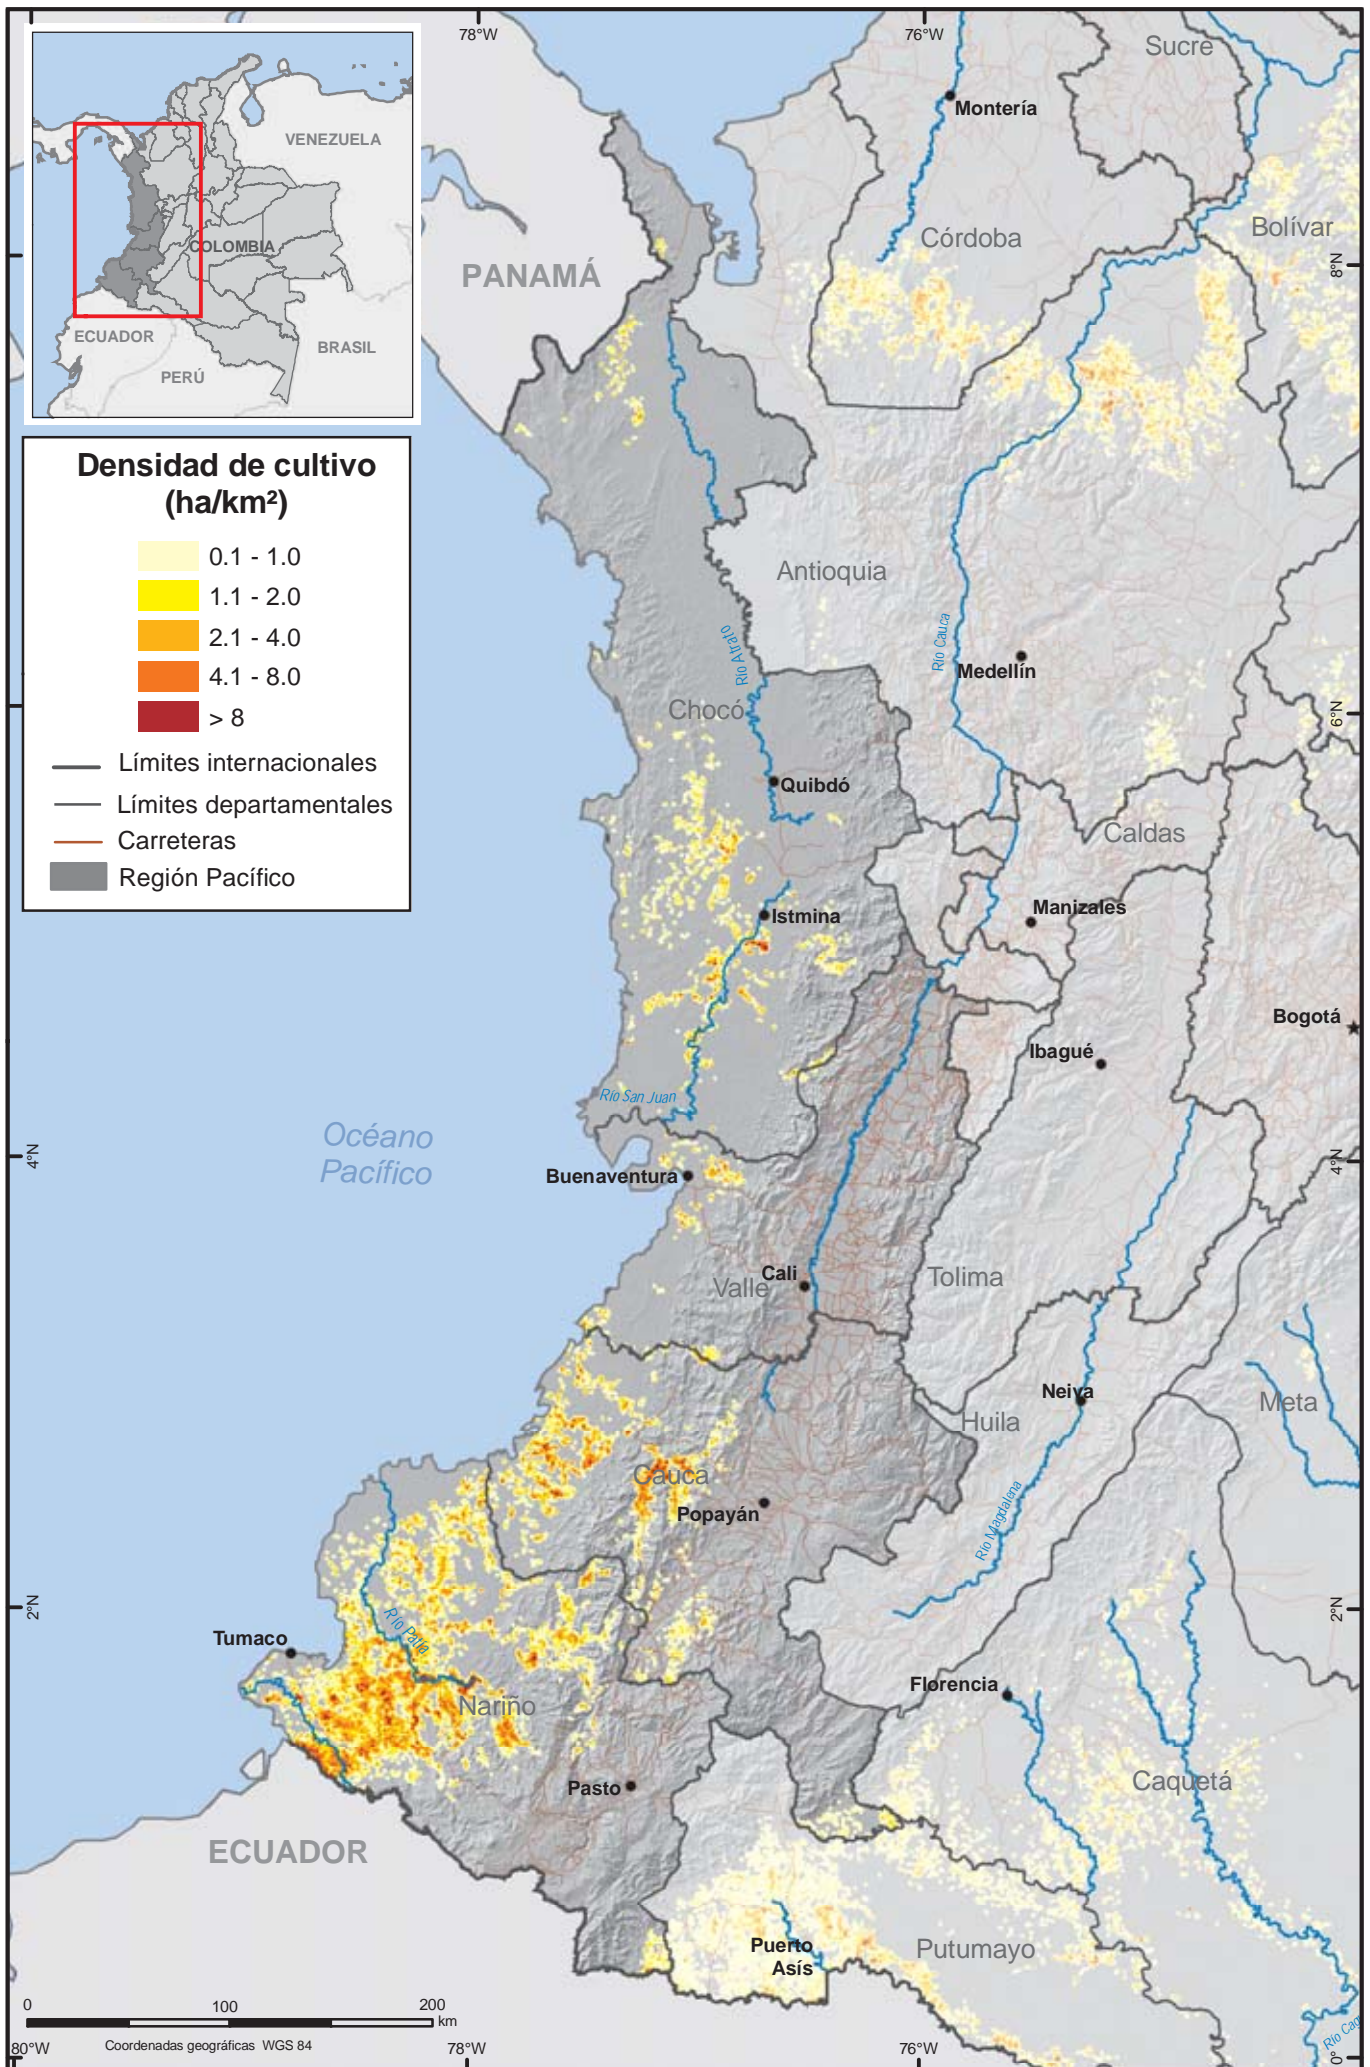 78°W
76°W
VENEZUELA
COLOMBIA
ECUADOR
PERÚ
BRASIL
Densidad de cultivo
(ha/km²)
0.1 - 1.0
1.1 - 2.0
2.1 - 4.0
4.1 - 8.0
> 8
Límites internacionales
Límites departamentales
Carreteras
Región Pacífico
Sucre
Montería
Córdoba
Bolívar
PANAMÁ
8°N
Antioquia
Río Atrato
Río Cauca
Medellín
Chocó
6°N
Quibdó
Caldas
Istmina
Manizales
Bogotá
Ibagué
Río San Juan
Océano
Pacífico
4°N
4°N
Buenaventura
Cali
Valle
Tolima
Neiva
Huila
Meta
Cauca
Popayán
Río Magdalena
2°N
2°N
Río Patía
Tumaco
Nariño
Florencia
Pasto
Caquetá
ECUADOR
Puerto
Asís
Putumayo
0
100
200
km
Coordenadas geográficas WGS 84
80°W
78°W
76°W
0°
Río Caq